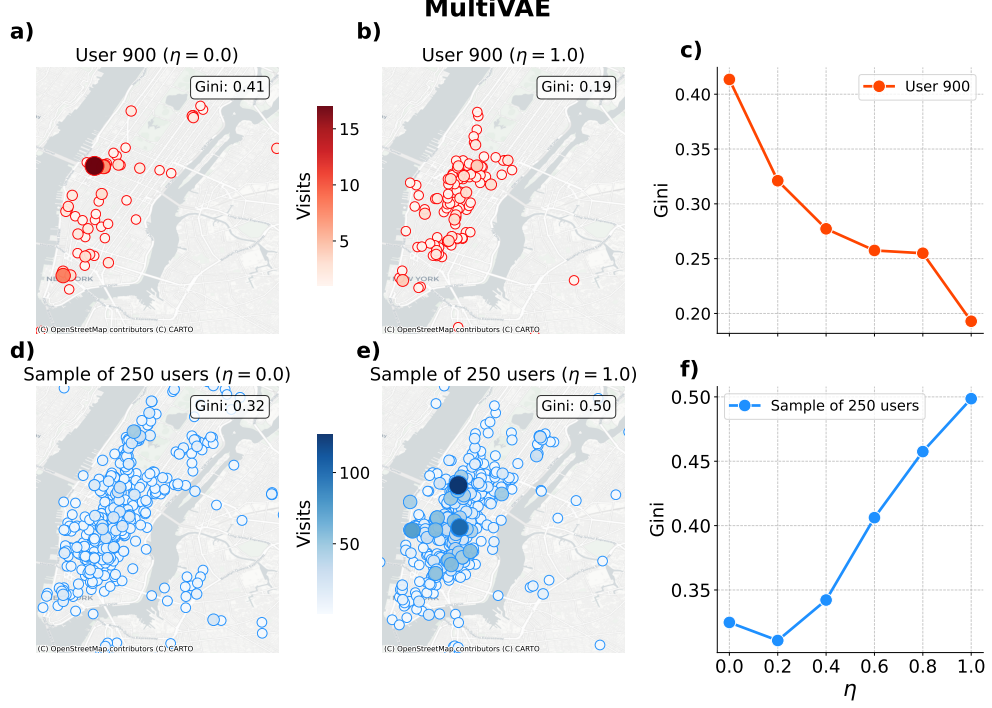 MultiVAE
a)
User 900 (η = 0.0)
Gini: 0.41
NEW YORK
(C) OpenStreetMap contributors (C) CARTO
15
10
5
Visits
b)
User 900 (η = 1.0)
Gini: 0.19
YORK
(C) OpenStreetMap contributors (C) CARTO
c)
User 900
0.40
0.35
0.30
0.25
0.20
Gini
d)
Sample of 250 users (η = 0.0)
Gini: 0.32
(C) OpenStreetMap contributors (C) CARTO
100
50
Visits
e)
Sample of 250 users (η = 1.0)
Gini: 0.50
(C) OpenStreetMap contributors (C) CARTO
f)
Sample of 250 users
0.50
0.45
0.40
0.35
Gini
0.0 0.2 0.4 0.6 0.8 1.0
η